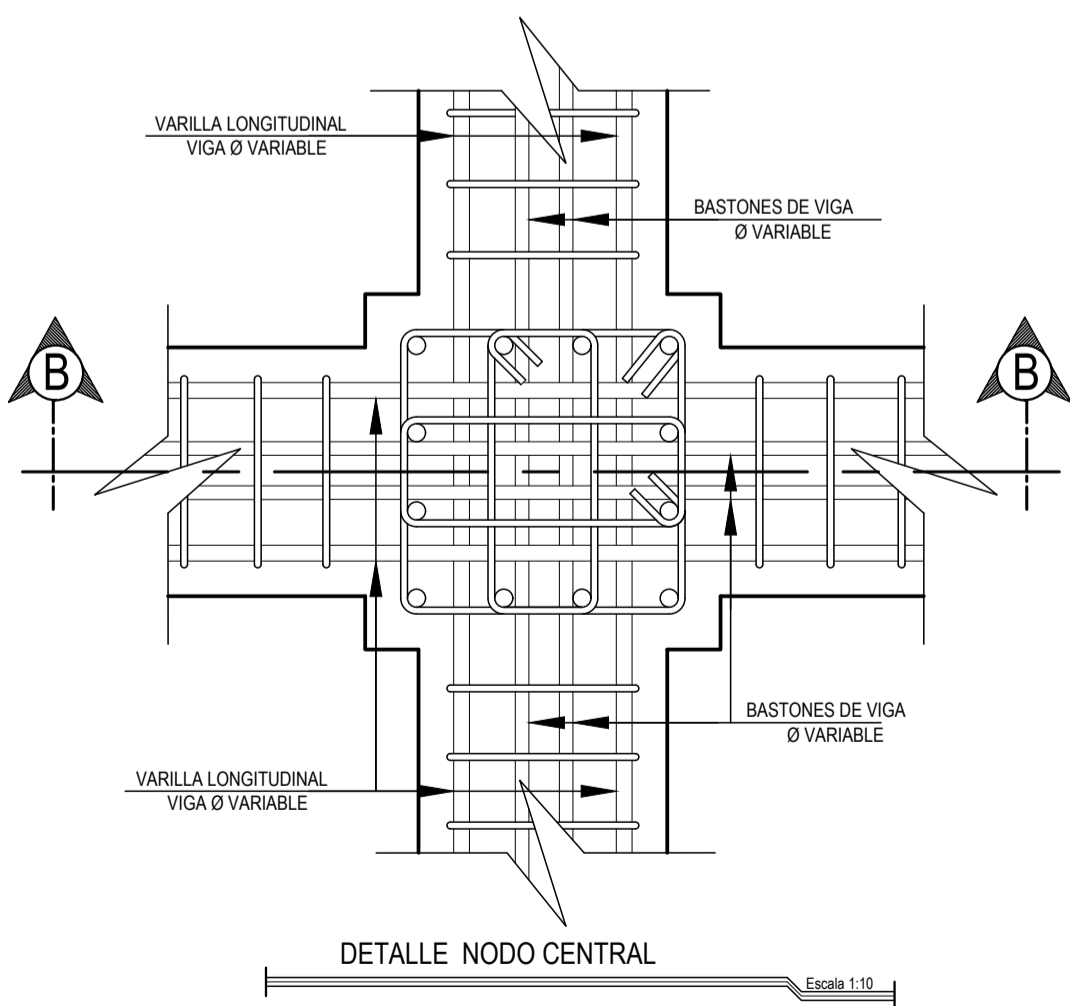 VARILLA LONGITUDINAL
VIGA Ø VARIABLE
BASTONES DE VIGA
Ø VARIABLE
B
B
BASTONES DE VIGA
Ø VARIABLE
VARILLA LONGITUDINAL
VIGA Ø VARIABLE
DETALLE NODO CENTRAL
Escala 1:10